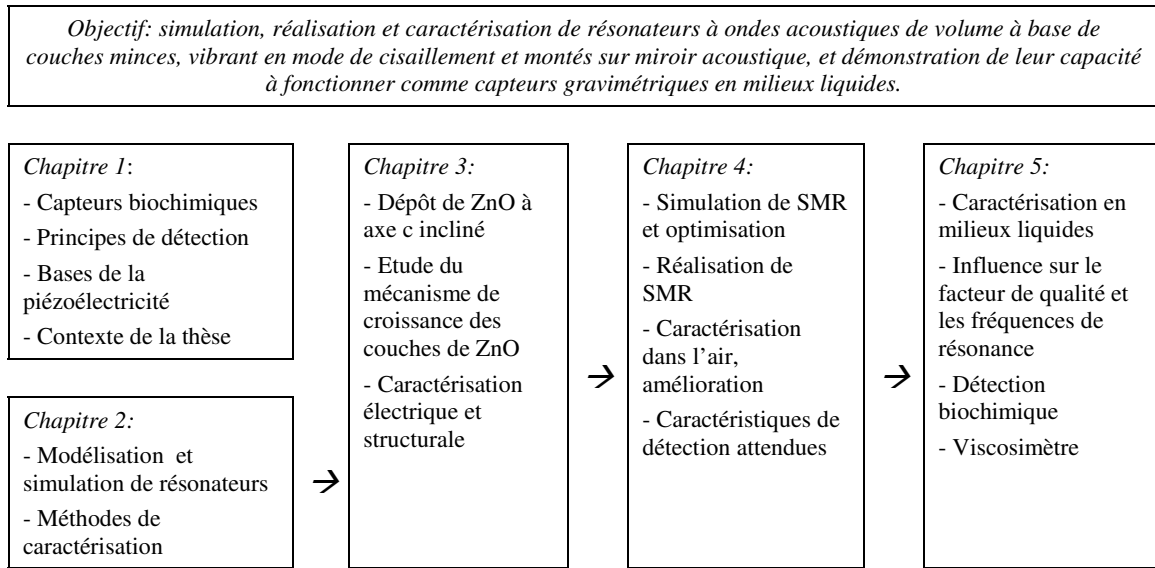 Objectif: simulation, réalisation et caractérisation de résonateurs à ondes acoustiques de volume à base de
couches minces, vibrant en mode de cisaillement et montés sur miroir acoustique, et démonstration de leur capacité
à fonctionner comme capteurs gravimétriques en milieux liquides.
Chapitre 1:
- Capteurs biochimiques
- Principes de détection
- Bases de la
piézoélectricité
- Contexte de la thèse
Chapitre 2:
- Modélisation et
simulation de résonateurs
- Méthodes de
caractérisation
→
Chapitre 3:
- Dépôt de ZnO à
axe c incliné
- Etude du
mécanisme de
croissance des
couches de ZnO
- Caractérisation
électrique et
structurale
→
Chapitre 4:
- Simulation de SMR
et optimisation
- Réalisation de
SMR
- Caractérisation
dans l'air,
amélioration
- Caractéristiques de
détection attendues
→
Chapitre 5:
- Caractérisation en
milieux liquides
- Influence sur le
facteur de qualité et
les fréquences de
résonance
- Détection
biochimique
- Viscosimètre